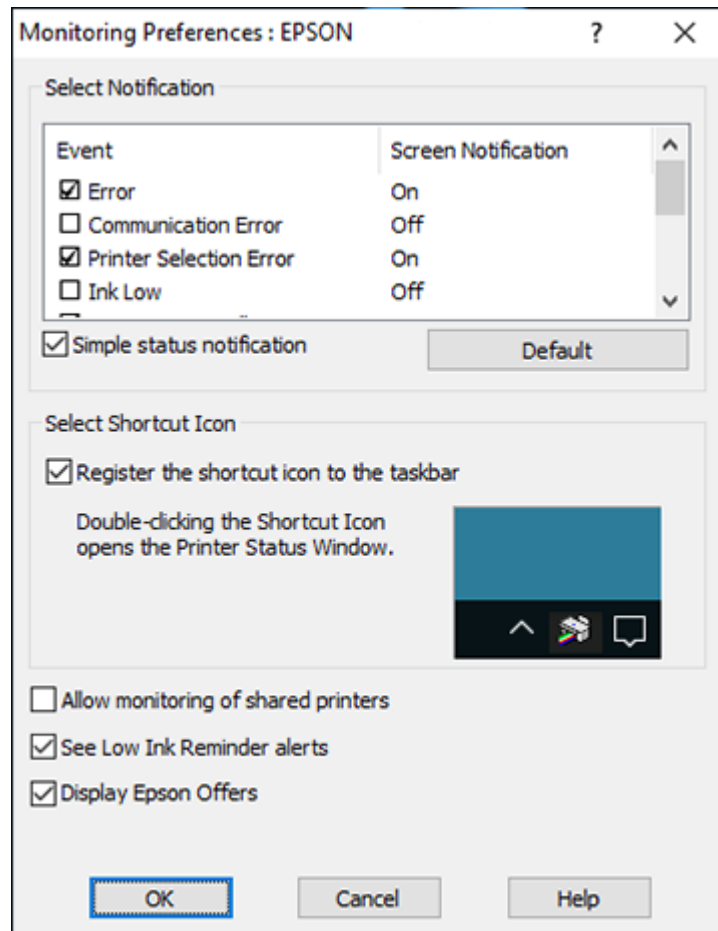 Monitoring Preferences : EPSON
Select Notification
Event Screen Notification
Error On
Communication Error Off
Printer Selection Error On
Ink Low Off
Simple status notification Default
Select Shortcut Icon
Register the shortcut icon to the taskbar
Double-clicking the Shortcut Icon
opens the Printer Status Window.
Allow monitoring of shared printers
See Low Ink Reminder alerts
Display Epson Offers
OK Cancel Help